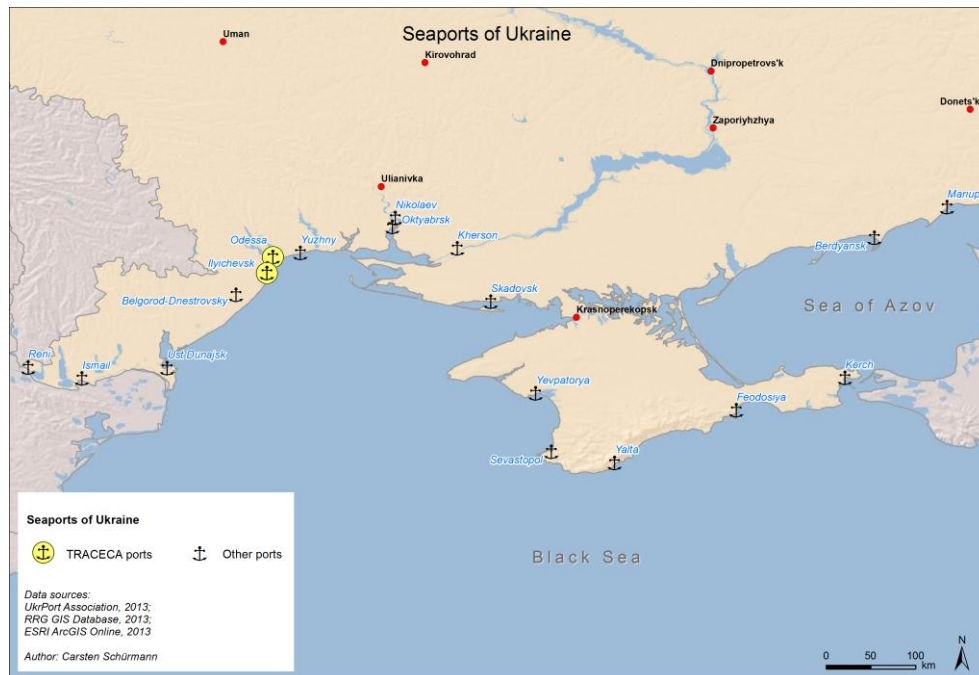 Seaports of Ukraine
Uman
Kirovohrad
Dnipropetrovs'k
Donets'k
Zaporiyhzhya
Ulianivka
Nikolaev
Oktyabrsk
Mariup
Odessa
Yuzhny
Kherson
Berdyansk
Ilyichevsk
Belgorod-Dnestrovsky
Skadovsk
Krasnoperekopsk
Sea of Azov
Reni
Ismail
Ust Dunajsk
Yevpatorya
Kerch
Feodosiya
Sevastopol
Yalta
Black Sea
Seaports of Ukraine
TRACECA ports
Other ports
Data sources:
UkrPort Association, 2013;
RRG GIS Database, 2013;
ESRI ArcGIS Online, 2013
Author: Carsten Schürmann
N
0 50 100
km